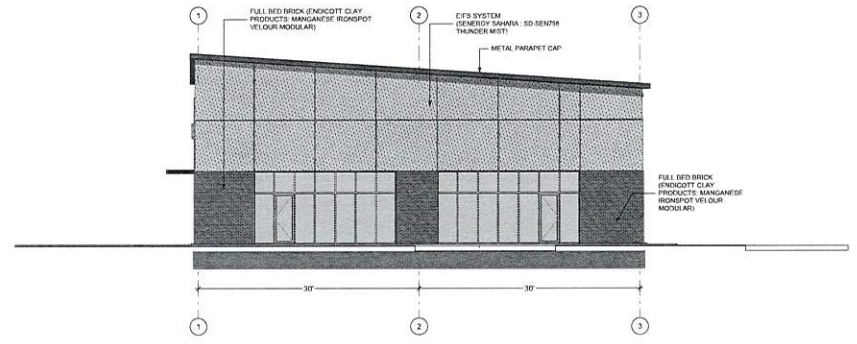 1
2
3
FULL BED BRICK (ENDICOTT CLAY
PRODUCTS: MANGANESE IRONSPOT
VELOUR MODULAR)
EIFS SYSTEM
(SENERGY SAHARA : SD-SEN758
THUNDER MIST)
METAL PARAPET CAP
FULL BED BRICK
(ENDICOTT CLAY
PRODUCTS: MANGANESE
IRONSPOT VELOUR
MODULAR)
30'
30'
1
2
3